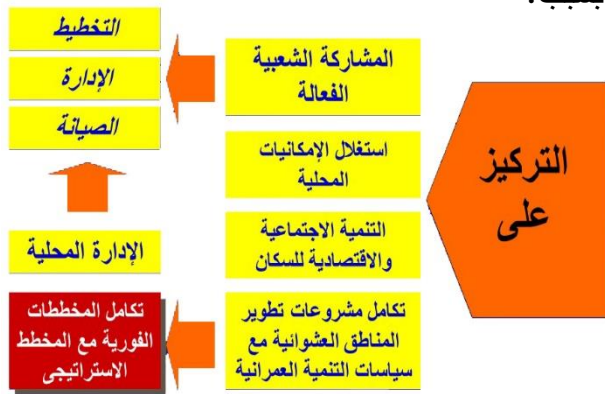 بسبب:
التركيز
على
المشاركة الشعبية
الفعالة
استغلال الإمكانيات
المحلية
التنمية الاجتماعية
والاقتصادية للسكان
تكامل مشروعات تطوير
المناطق العشوائية مع
سياسات التنمية العمرانية
التخطيط
الإدارة
الصيانة
الإدارة المحلية
تكامل المخططات
الفورية مع المخطط
الاستراتيجى